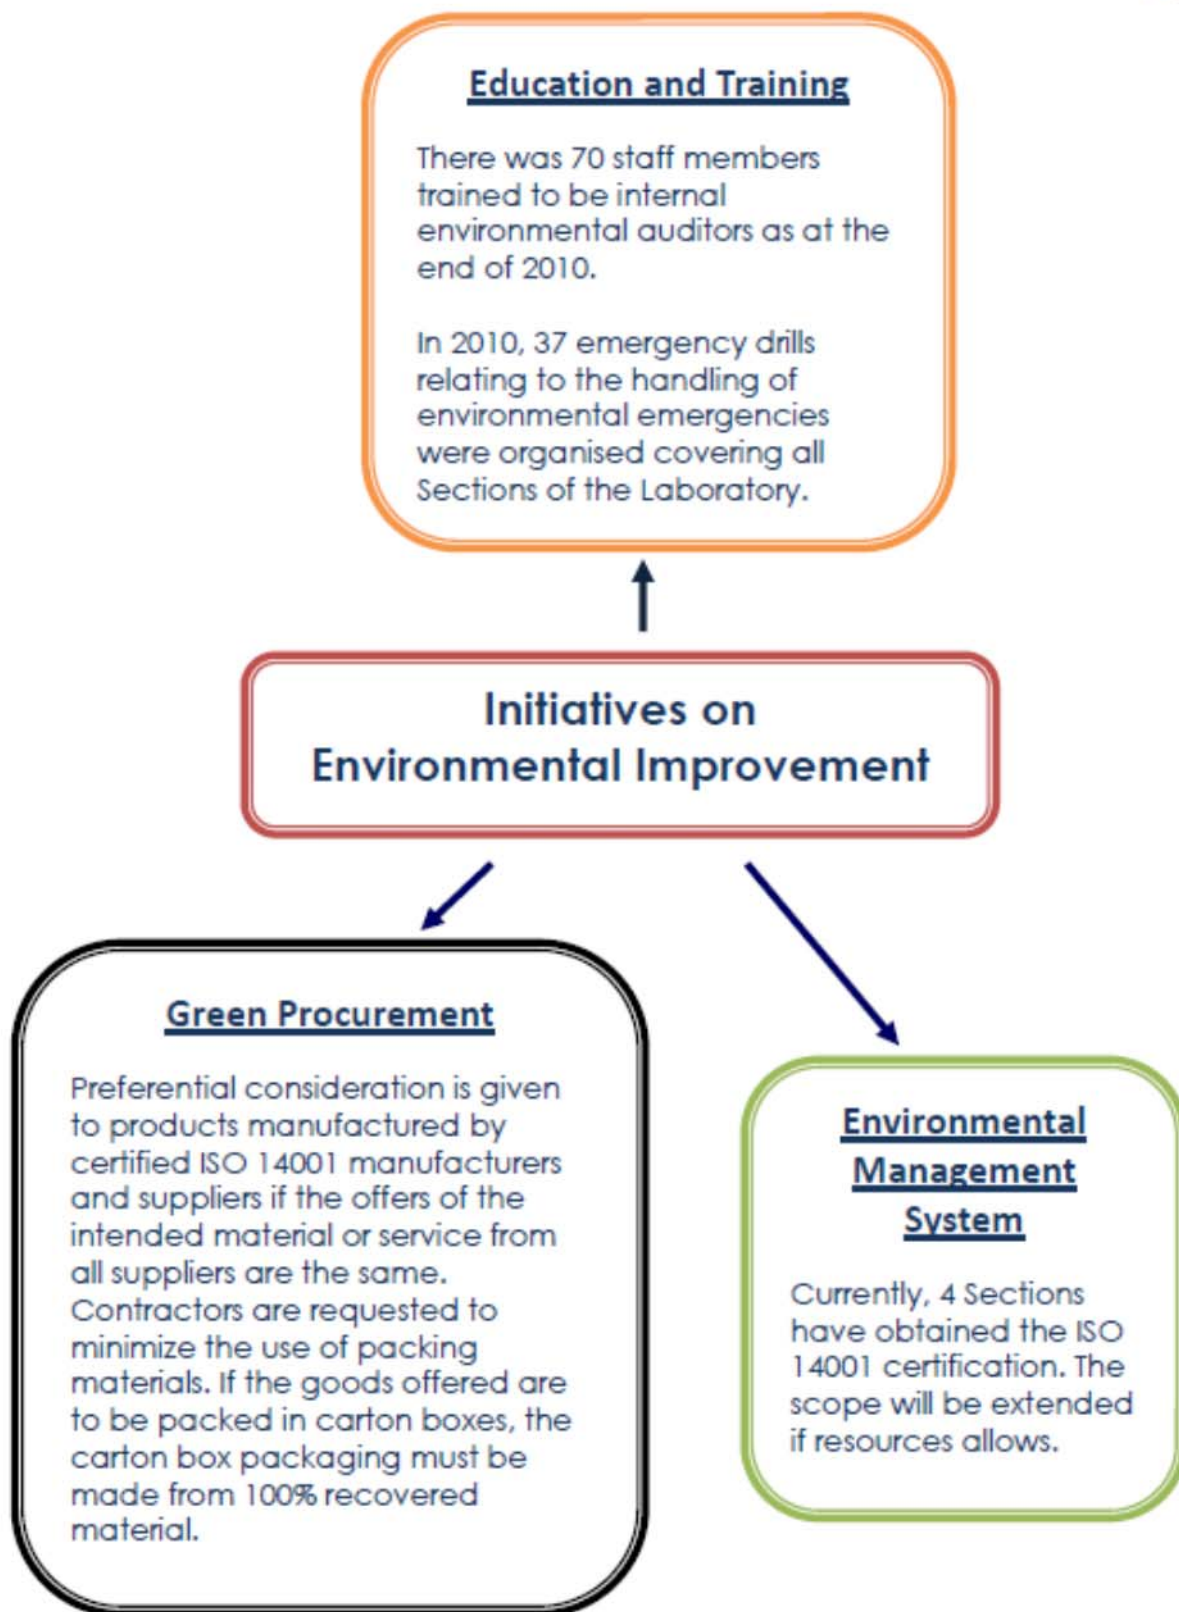 Education and Training
There was 70 staff members
trained to be internal
environmental auditors as at the
end of 2010.
In 2010, 37 emergency drills
relating to the handling of
environmental emergencies
were organised covering all
Sections of the Laboratory.
Initiatives on
Environmental Improvement
Green Procurement
Preferential consideration is given
to products manufactured by
certified ISO 14001 manufacturers
and suppliers if the offers of the
intended material or service from
all suppliers are the same.
Contractors are requested to
minimize the use of packing
materials. If the goods offered are
to be packed in carton boxes, the
carton box packaging must be
made from 100% recovered
material.
Environmental
Management
System
Currently, 4 Sections
have obtained the ISO
14001 certification. The
scope will be extended
if resources allows.